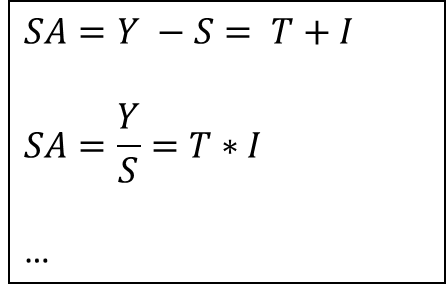 SA = Y − S = T + I
SA = Y/S = T * I
...